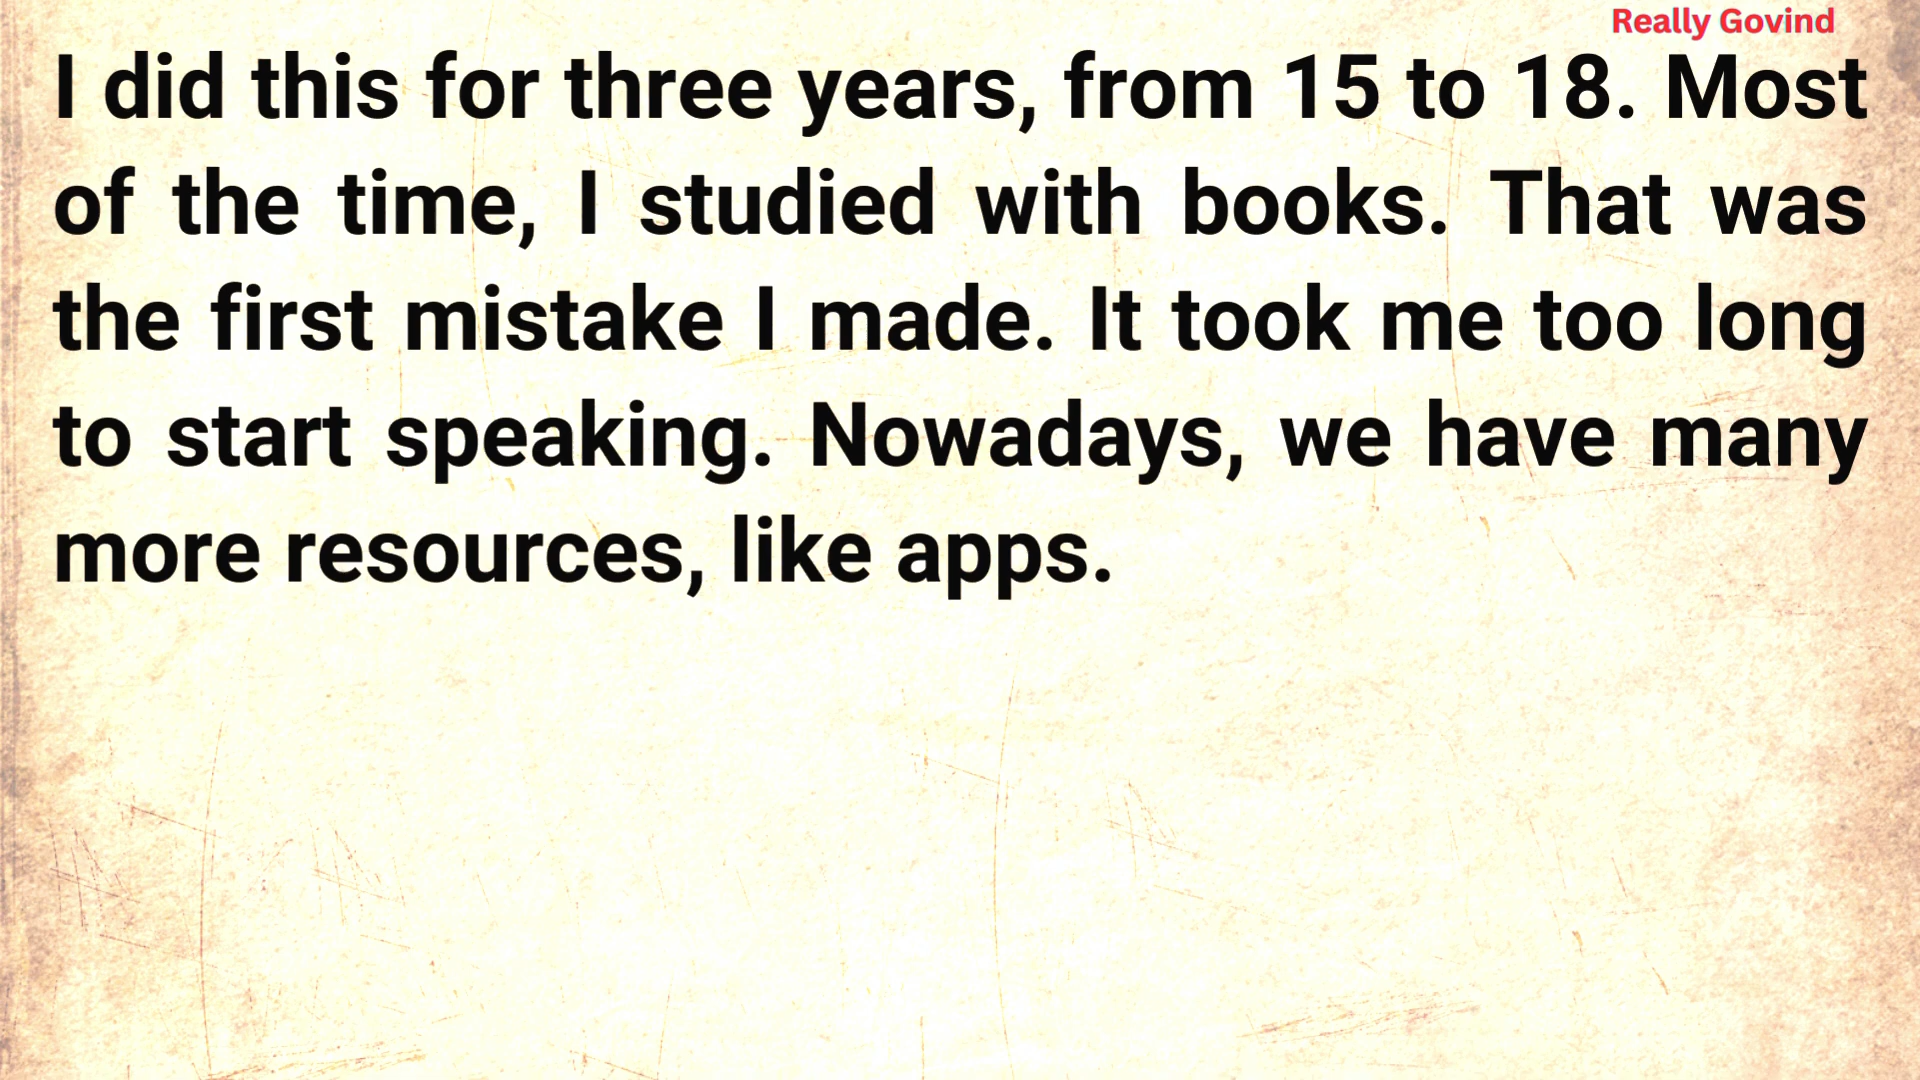 Really Govind
I did this for three years, from 15 to 18. Most
of the time, I studied with books. That was
the first mistake I made. It took me too long
to start speaking. Nowadays, we have many
more resources, like apps.